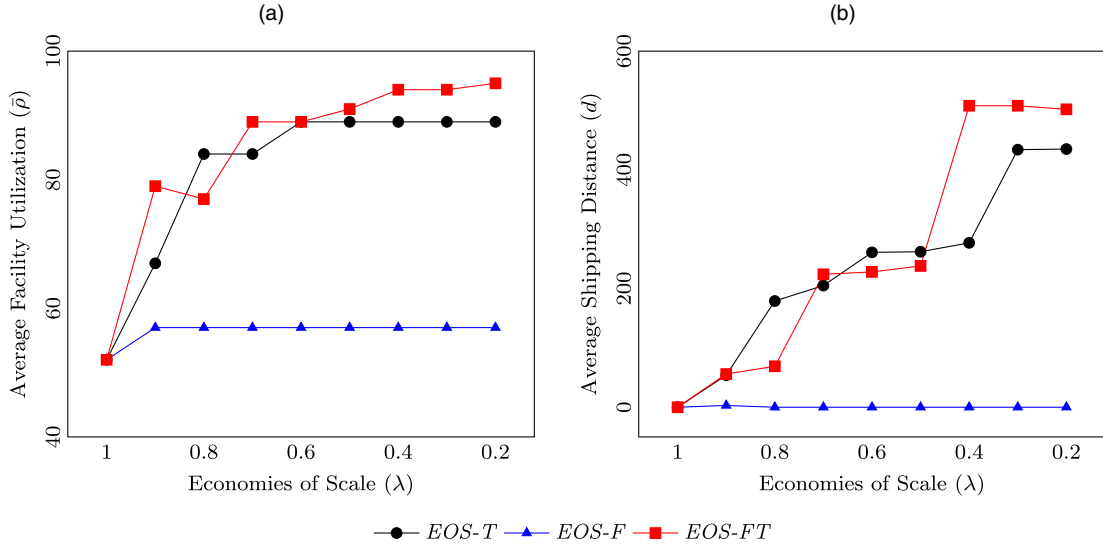 (a)
(b)
Average Facility Utilization (ρ̄)
100
80
60
40
1 0.8 0.6 0.4 0.2
Economies of Scale (λ)
Average Shipping Distance (d)
600
400
200
0
1 0.8 0.6 0.4 0.2
Economies of Scale (λ)
EOS-T EOS-F EOS-FT